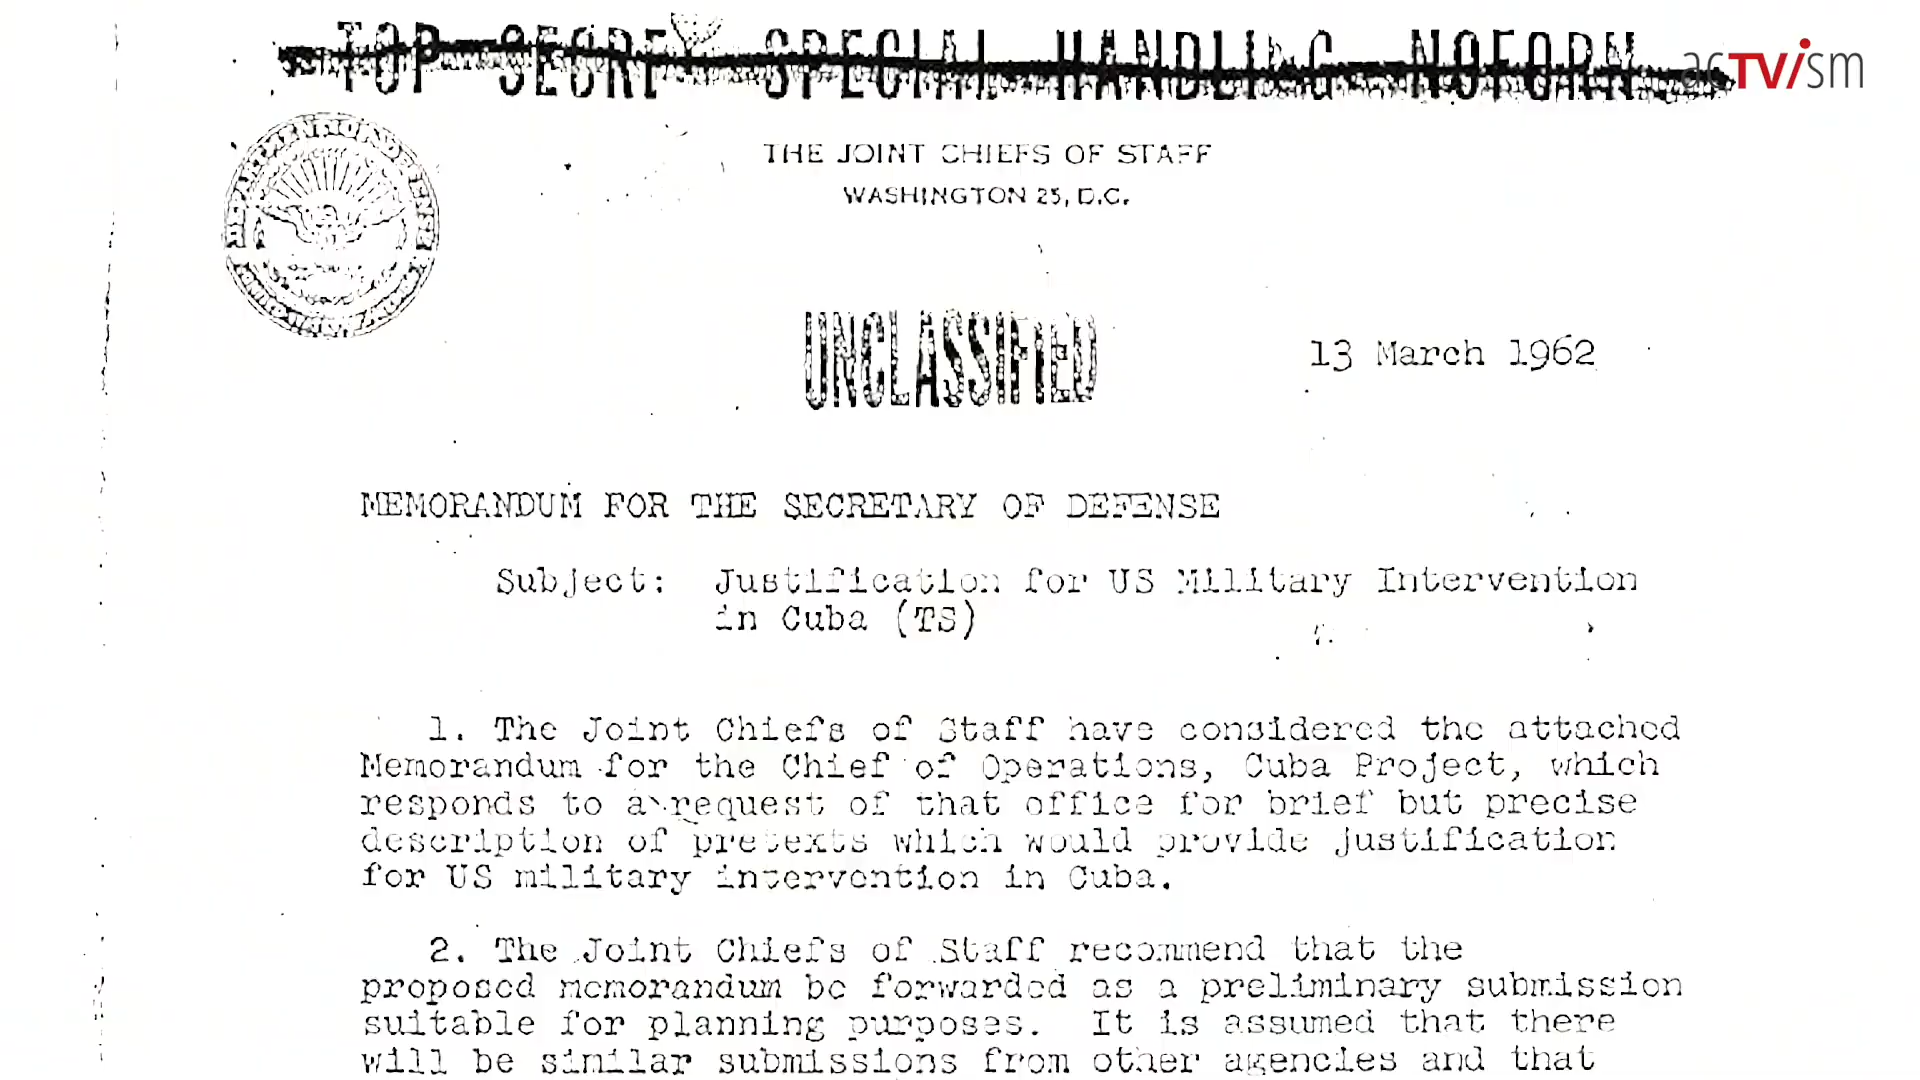 TOP SECRET SPECIAL HANDLING NOFORN
acTVism
THE JOINT CHIEFS OF STAFF
WASHINGTON 25, D.C.
UNCLASSIFIED
13 March 1962
MEMORANDUM FOR THE SECRETARY OF DEFENSE
Subject: Justification for US Military Intervention
in Cuba (TS)
1. The Joint Chiefs of Staff have considered the attached
Memorandum for the Chief of Operations, Cuba Project, which
responds to a request of that office for brief but precise
description of pretexts which would provide justification
for US military intervention in Cuba.
2. The Joint Chiefs of Staff recommend that the
proposed memorandum be forwarded as a preliminary submission
suitable for planning purposes. It is assumed that there
will be similar submissions from other agencies and that